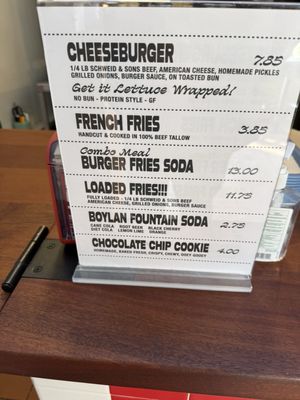 CHEESEBURGER 7.85
1/4 LB SCHWEID & SONS BEEF, AMERICAN CHEESE, HOMEMADE PICKLES
GRILLED ONIONS, BURGER SAUCE, ON TOASTED BUN
Get it Lettuce Wrapped!
NO BUN - PROTEIN STYLE - GF
FRENCH FRIES 3.85
HANDCUT & COOKED IN 100% BEEF TALLOW
Combo Meal
BURGER FRIES SODA 13.00
LOADED FRIES!!! 11.75
FULLY LOADED - 1/4 LB SCHWEID & SONS BEEF
AMERICAN CHEESE, GRILLED ONIONS, BURGER SAUCE
BOYLAN FOUNTAIN SODA 2.75
CANE COLA ROOT BEER BLACK CHERRY
DIET COLA LEMON LIME ORANGE
CHOCOLATE CHIP COOKIE 4.00
HOMEMADE, BAKED FRESH, CRISPY, CHEWY, OOEY GOOEY